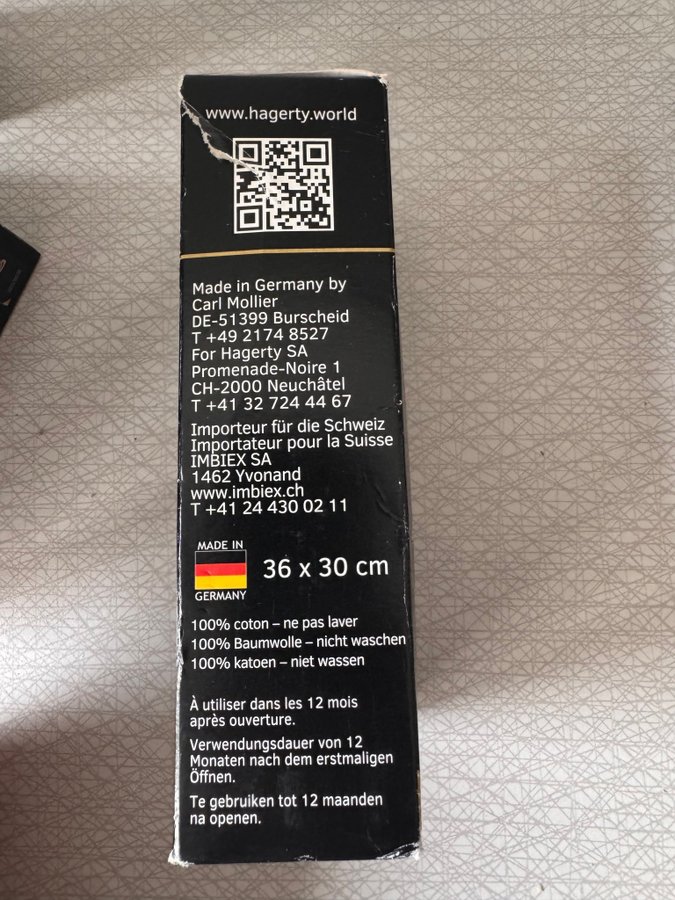 www.hagerty.world
Made in Germany by
Carl Mollier
DE-51399 Burscheid
T +49 2174 8527
For Hagerty SA
Promenade-Noire 1
CH-2000 Neuchâtel
T +41 32 724 44 67
Importeur für die Schweiz
Importateur pour la Suisse
IMBIEX SA
1462 Yvonand
www.imbiex.ch
T +41 24 430 02 11
MADE IN
GERMANY
36 x 30 cm
100% coton – ne pas laver
100% Baumwolle – nicht waschen
100% katoen – niet wassen
À utiliser dans les 12 mois
après ouverture.
Verwendungsdauer von 12
Monaten nach dem erstmaligen
Öffnen.
Te gebruiken tot 12 maanden
na openen.